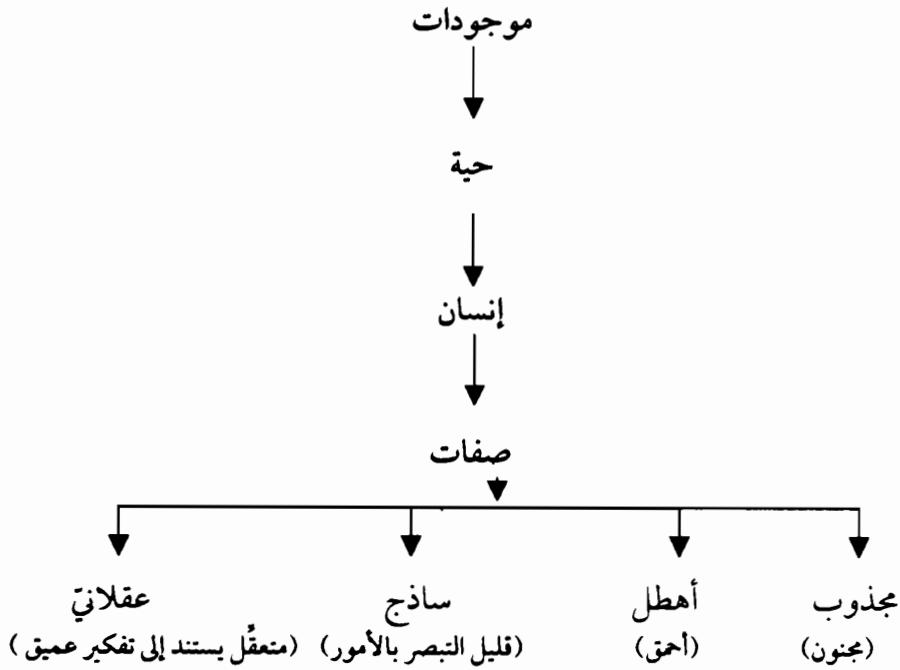 موجودات
حية
إنسان
صفات
مجذوب أهطل ساذج عقلانيّ
(مجنون) (أحمق) (قليل التبصر بالأمور) (متعقِّل يستند إلى تفكير عميق )